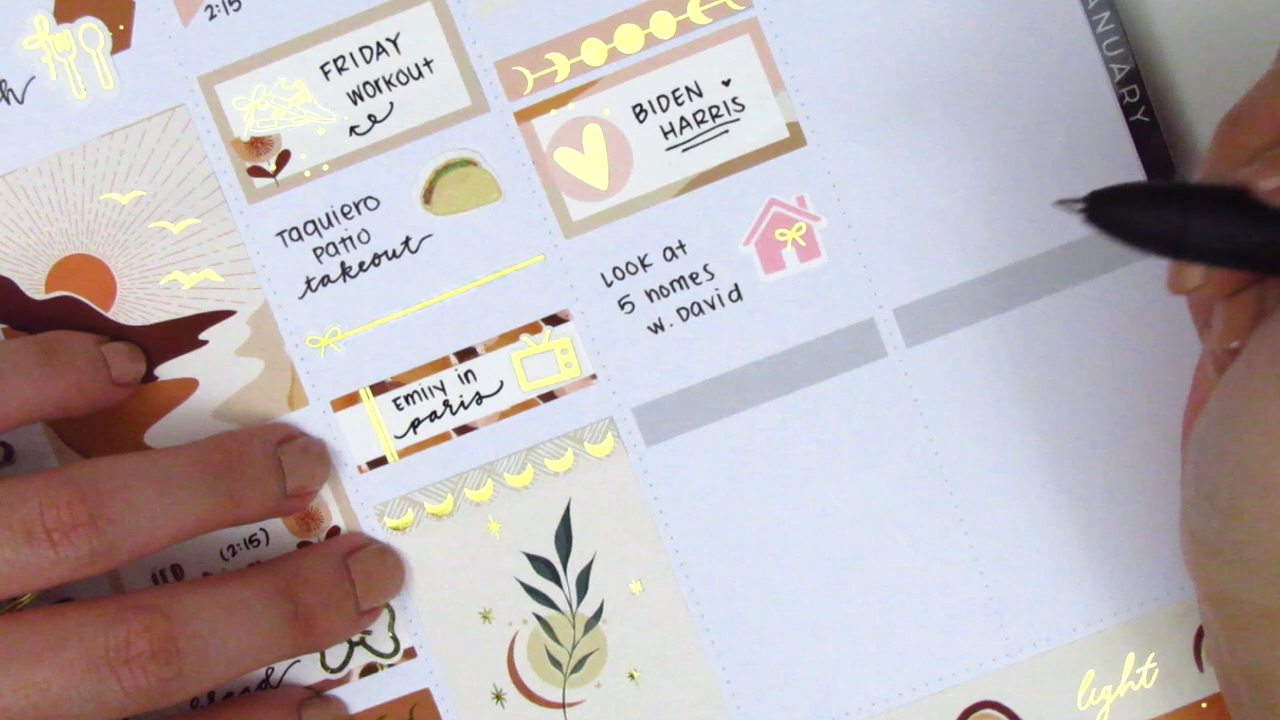 2:15
FRIDAY
WORKOUT
Taquiero
Patio
takeout
Emily in
paris
(2:15)
BIDEN
HARRIS
LOOK at
5 homes
w. David
ANUARY
light